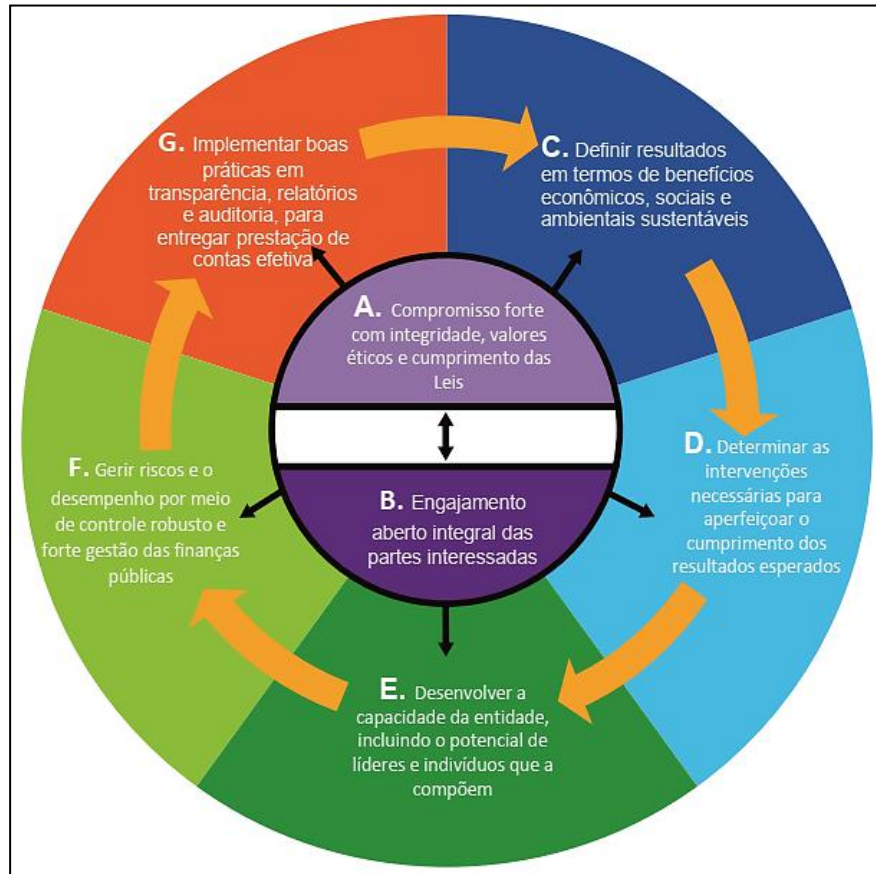 A. Compromisso forte
com integridade, valores
éticos e cumprimento das
Leis
B. Engajamento
aberto integral das
partes interessadas
C. Definir resultados
em termos de benefícios
econômicos, sociais e
ambientais sustentáveis
D. Determinar as
intervenções
necessárias para
aperfeiçoar o
cumprimento dos
resultados esperados
E. Desenvolver a
capacidade da entidade,
incluindo o potencial de
líderes e indivíduos que a
compõem
F. Gerir riscos e o
desempenho por meio
de controle robusto e
forte gestão das finanças
públicas
G. Implementar boas
práticas em
transparência, relatórios
e auditoria, para
entregar prestação de
contas efetiva